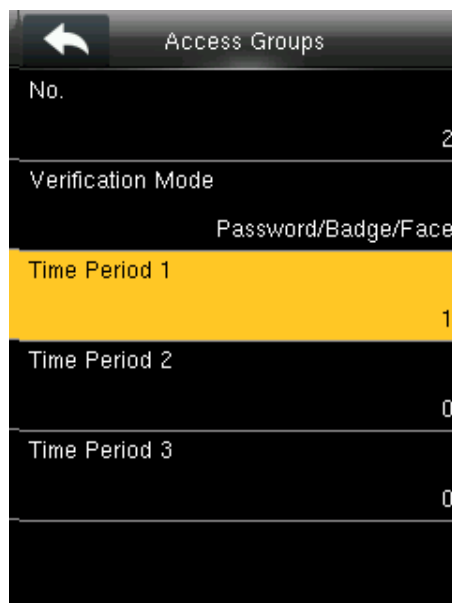 Access Groups
No.
2
Verification Mode
Password/Badge/Face
Time Period 1
1
Time Period 2
0
Time Period 3
0